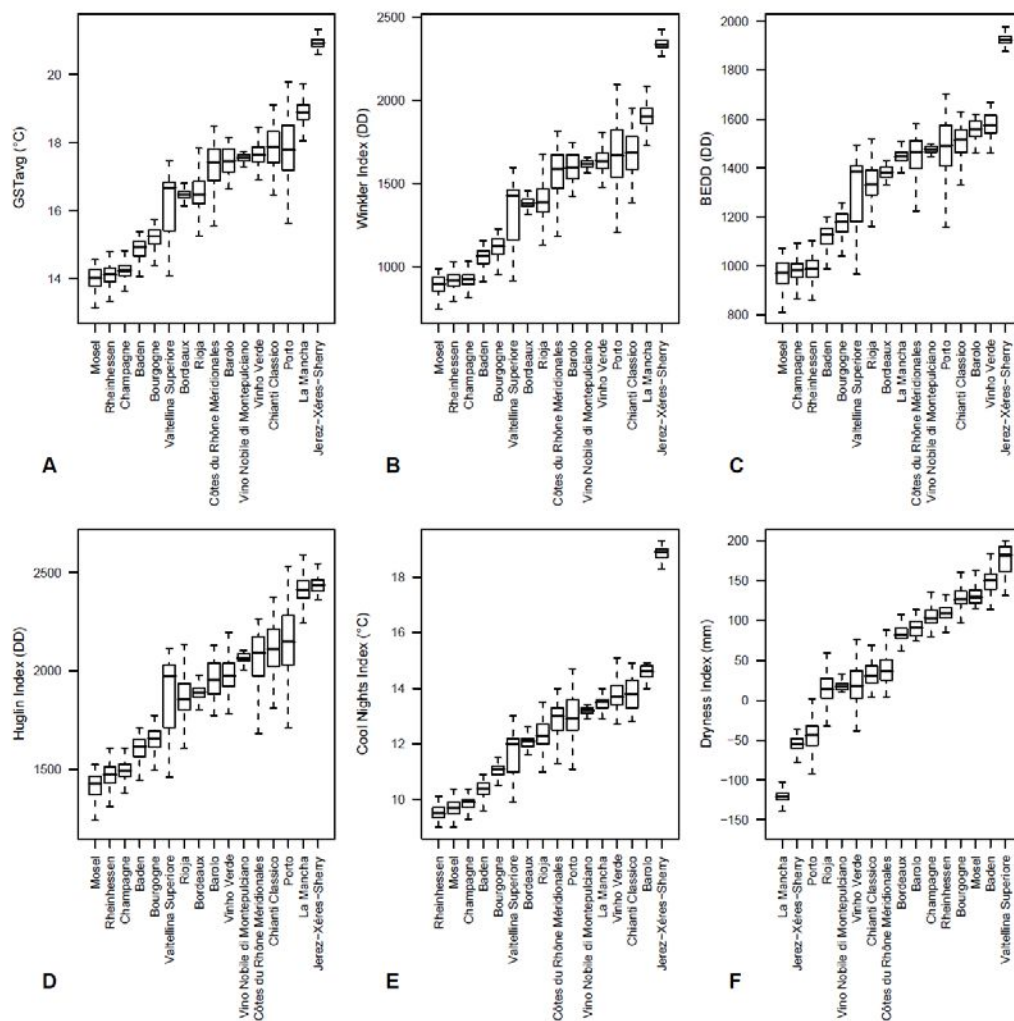 GSTavg (°C)
20
18
16
14
Mosel
Rheinhessen
Champagne
Baden
Bourgogne
Valtellina Superiore
Bordeaux
Rioja
Côtes du Rhône Méridionales
Barolo
Vino Nobile di Montepulciano
Vinho Verde
Chianti Classico
Porto
La Mancha
Jerez-Xéres-Sherry
A
Winkler Index (DD)
2500
2000
1500
1000
Mosel
Rheinhessen
Champagne
Baden
Bourgogne
Valtellina Superiore
Bordeaux
Rioja
Côtes du Rhône Méridionales
Barolo
Vino Nobile di Montepulciano
Vinho Verde
Porto
Chianti Classico
La Mancha
Jerez-Xéres-Sherry
B
BEDD (DD)
2000
1800
1600
1400
1200
1000
800
Mosel
Champagne
Rheinhessen
Baden
Bourgogne
Valtellina Superiore
Rioja
Bordeaux
La Mancha
Côtes du Rhône Méridionales
Vino Nobile di Montepulciano
Porto
Chianti Classico
Barolo
Vinho Verde
Jerez-Xéres-Sherry
C
Huglin Index (DD)
2500
2000
1500
Mosel
Rheinhessen
Champagne
Baden
Bourgogne
Valtellina Superiore
Rioja
Bordeaux
Barolo
Vinho Verde
Vino Nobile di Montepulciano
Côtes du Rhône Méridionales
Chianti Classico
Porto
La Mancha
Jerez-Xéres-Sherry
D
Cool Nights Index (°C)
18
16
14
12
10
Rheinhessen
Mosel
Champagne
Baden
Bourgogne
Valtellina Superiore
Bordeaux
Rioja
Côtes du Rhône Méridionales
Porto
Vino Nobile di Montepulciano
La Mancha
Vinho Verde
Chianti Classico
Barolo
Jerez-Xéres-Sherry
E
Dryness Index (mm)
200
150
100
50
0
−50
−100
−150
La Mancha
Jerez-Xéres-Sherry
Porto
Rioja
Vino Nobile di Montepulciano
Vinho Verde
Chianti Classico
Côtes du Rhône Méridionales
Bordeaux
Barolo
Champagne
Rheinhessen
Bourgogne
Mosel
Baden
Valtellina Superiore
F